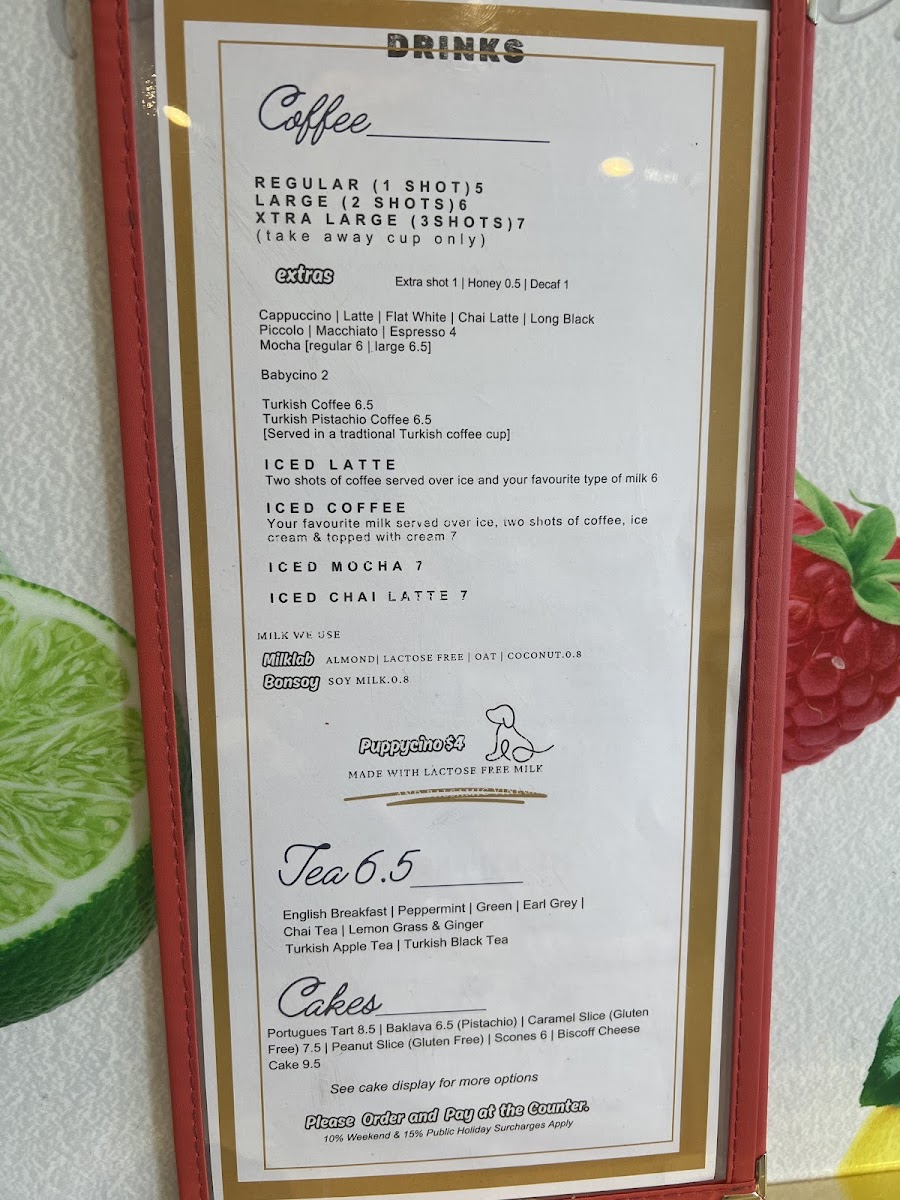 DRINKS
Coffee
REGULAR (1 SHOT)5
LARGE (2 SHOTS)6
XTRA LARGE (3SHOTS)7
(take away cup only)
extras
Extra shot 1 | Honey 0.5 | Decaf 1
Cappuccino | Latte | Flat White | Chai Latte | Long Black
Piccolo | Macchiato | Espresso 4
Mocha [regular 6 | large 6.5]
Babycino 2
Turkish Coffee 6.5
Turkish Pistachio Coffee 6.5
[Served in a tradtional Turkish coffee cup]
ICED LATTE
Two shots of coffee served over ice and your favourite type of milk 6
ICED COFFEE
Your favourite milk served over ice, two shots of coffee, ice
cream & topped with cream 7
ICED MOCHA 7
ICED CHAI LATTE 7
MILK WE USE
Milklab ALMOND| LACTOSE FREE | OAT | COCONUT.0.8
Bonsoy SOY MILK.0.8
Puppycino $4
MADE WITH LACTOSE FREE MILK
Tea 6.5
English Breakfast | Peppermint | Green | Earl Grey |
Chai Tea | Lemon Grass & Ginger
Turkish Apple Tea | Turkish Black Tea
Cakes
Portugues Tart 8.5 | Baklava 6.5 (Pistachio) | Caramel Slice (Gluten
Free) 7.5 | Peanut Slice (Gluten Free) | Scones 6 | Biscoff Cheese
Cake 9.5
See cake display for more options
Please Order and Pay at the Counter.
10% Weekend & 15% Public Holiday Surcharges Apply